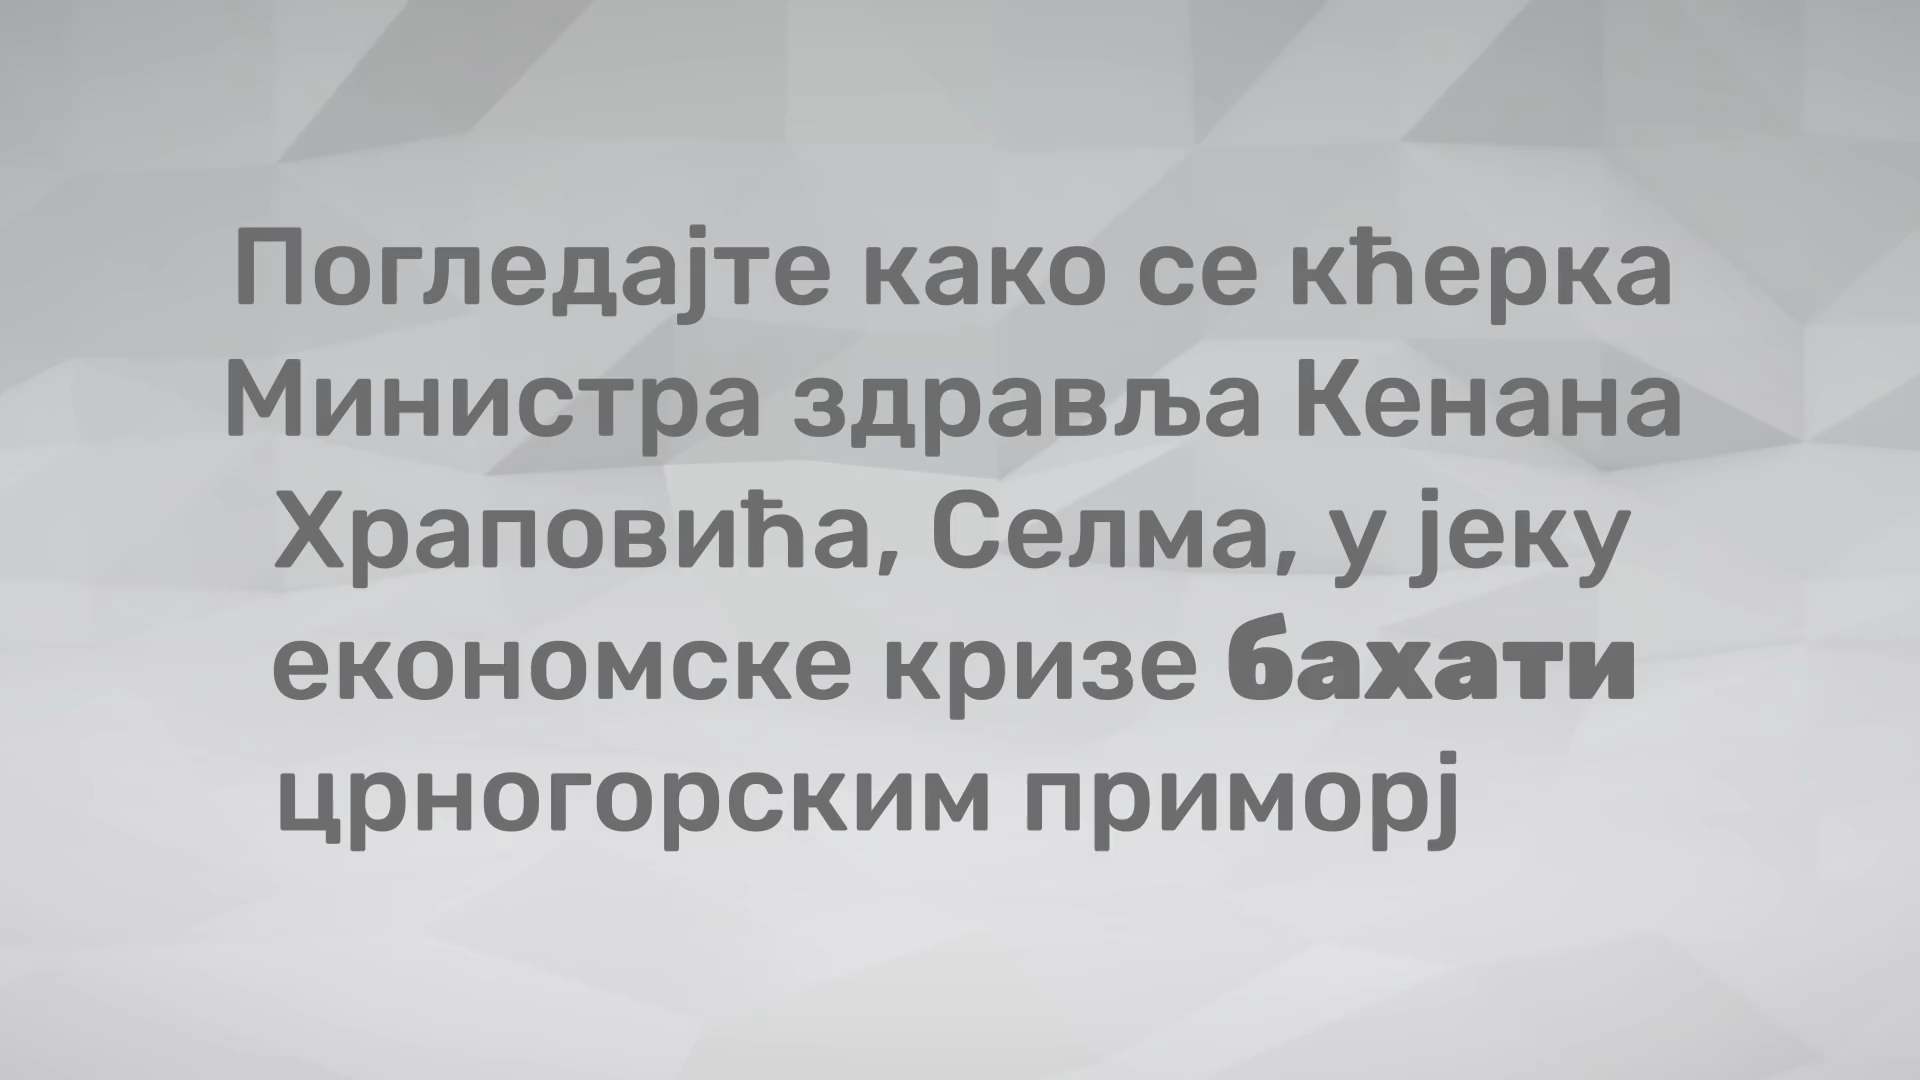 Погледајте како се кћерка
Министра здравља Кенана
Храповића, Селма, у јеку
економске кризе бахати
црногорским приморј